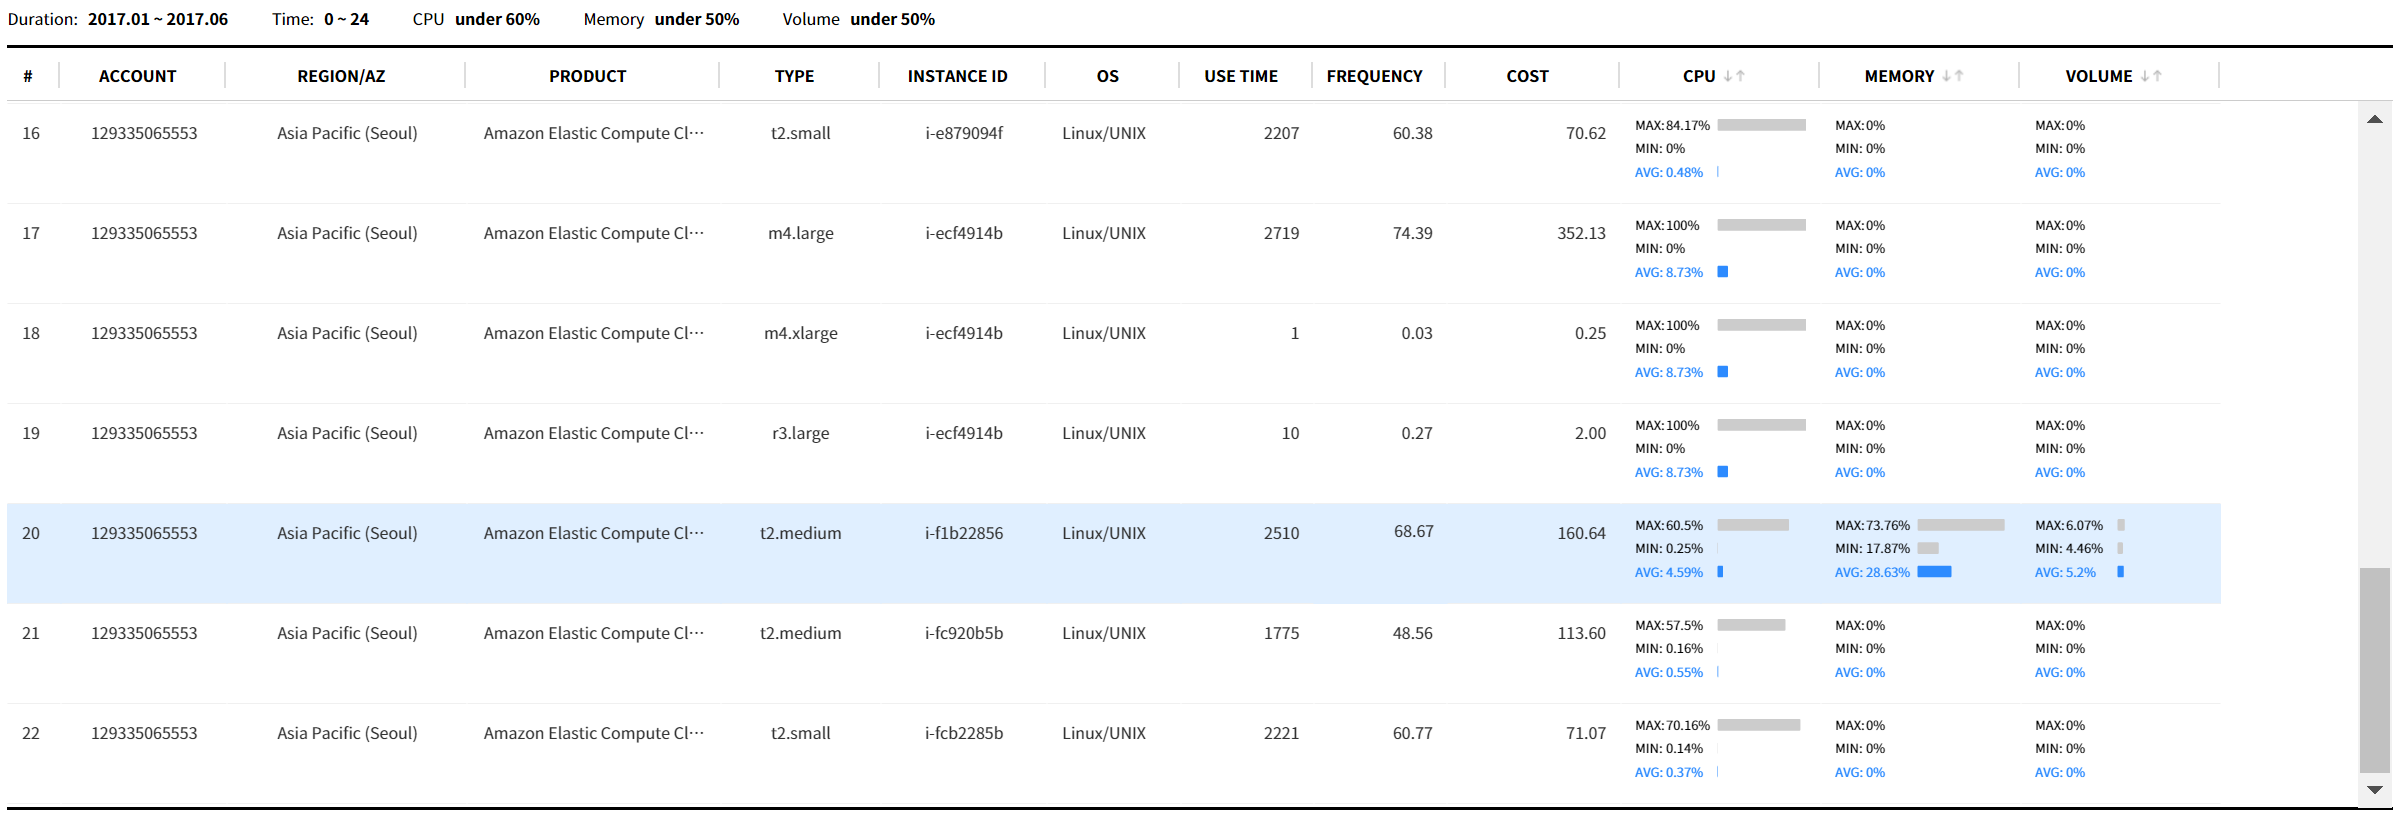 Duration: 2017.01 ~ 2017.06 Time: 0 ~ 24 CPU under 60% Memory under 50% Volume under 50%
# ACCOUNT REGION/AZ PRODUCT TYPE INSTANCE ID OS USE TIME FREQUENCY COST CPU ↓↑ MEMORY ↓↑ VOLUME ↓↑
16 129335065553 Asia Pacific (Seoul) Amazon Elastic Compute Cl··· t2.small i-e879094f Linux/UNIX 2207 60.38 70.62 MAX:84.17% MAX:0% MAX:0%
MIN: 0% MIN: 0% MIN: 0%
AVG: 0.48% AVG: 0% AVG: 0%
17 129335065553 Asia Pacific (Seoul) Amazon Elastic Compute Cl··· m4.large i-ecf4914b Linux/UNIX 2719 74.39 352.13 MAX:100% MAX:0% MAX:0%
MIN: 0% MIN: 0% MIN: 0%
AVG: 8.73% AVG: 0% AVG: 0%
18 129335065553 Asia Pacific (Seoul) Amazon Elastic Compute Cl··· m4.xlarge i-ecf4914b Linux/UNIX 1 0.03 0.25 MAX:100% MAX:0% MAX:0%
MIN: 0% MIN: 0% MIN: 0%
AVG: 8.73% AVG: 0% AVG: 0%
19 129335065553 Asia Pacific (Seoul) Amazon Elastic Compute Cl··· r3.large i-ecf4914b Linux/UNIX 10 0.27 2.00 MAX:100% MAX:0% MAX:0%
MIN: 0% MIN: 0% MIN: 0%
AVG: 8.73% AVG: 0% AVG: 0%
20 129335065553 Asia Pacific (Seoul) Amazon Elastic Compute Cl··· t2.medium i-f1b22856 Linux/UNIX 2510 68.67 160.64 MAX:60.5% MAX:73.76% MAX:6.07%
MIN: 0.25% MIN: 17.87% MIN: 4.46%
AVG: 4.59% AVG: 28.63% AVG: 5.2%
21 129335065553 Asia Pacific (Seoul) Amazon Elastic Compute Cl··· t2.medium i-fc920b5b Linux/UNIX 1775 48.56 113.60 MAX:57.5% MAX:0% MAX:0%
MIN: 0.16% MIN: 0% MIN: 0%
AVG: 0.55% AVG: 0% AVG: 0%
22 129335065553 Asia Pacific (Seoul) Amazon Elastic Compute Cl··· t2.small i-fcb2285b Linux/UNIX 2221 60.77 71.07 MAX:70.16% MAX:0% MAX:0%
MIN: 0.14% MIN: 0% MIN: 0%
AVG: 0.37% AVG: 0% AVG: 0%